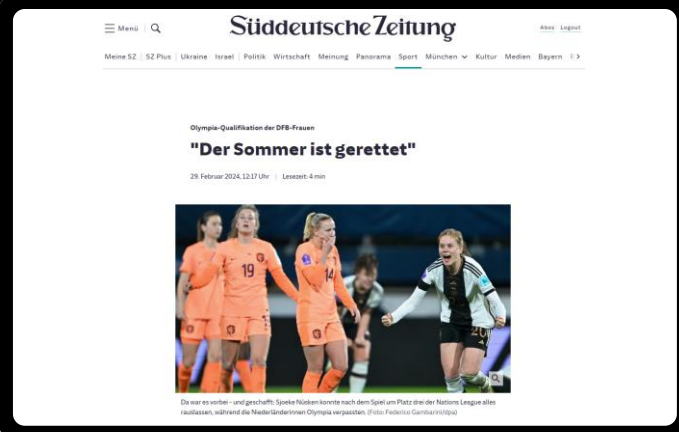 Menü
Süddeutsche Zeitung
Abos Logout
Meine SZ | SZ Plus | Ukraine Israel | Politik Wirtschaft Meinung Panorama Sport München Kultur Medien Bayern
Olympia-Qualifikation der DFB-Frauen
"Der Sommer ist gerettet"
29. Februar 2024, 12:17 Uhr | Lesezeit: 4 min
19
14
20
Da war es vorbei - und geschafft: Sjoeke Nüsken konnte nach dem Spiel um Platz drei der Nations League alles
rauslassen, während die Niederländerinnen Olympia verpassten. (Foto: Federico Gambarini/dpa)